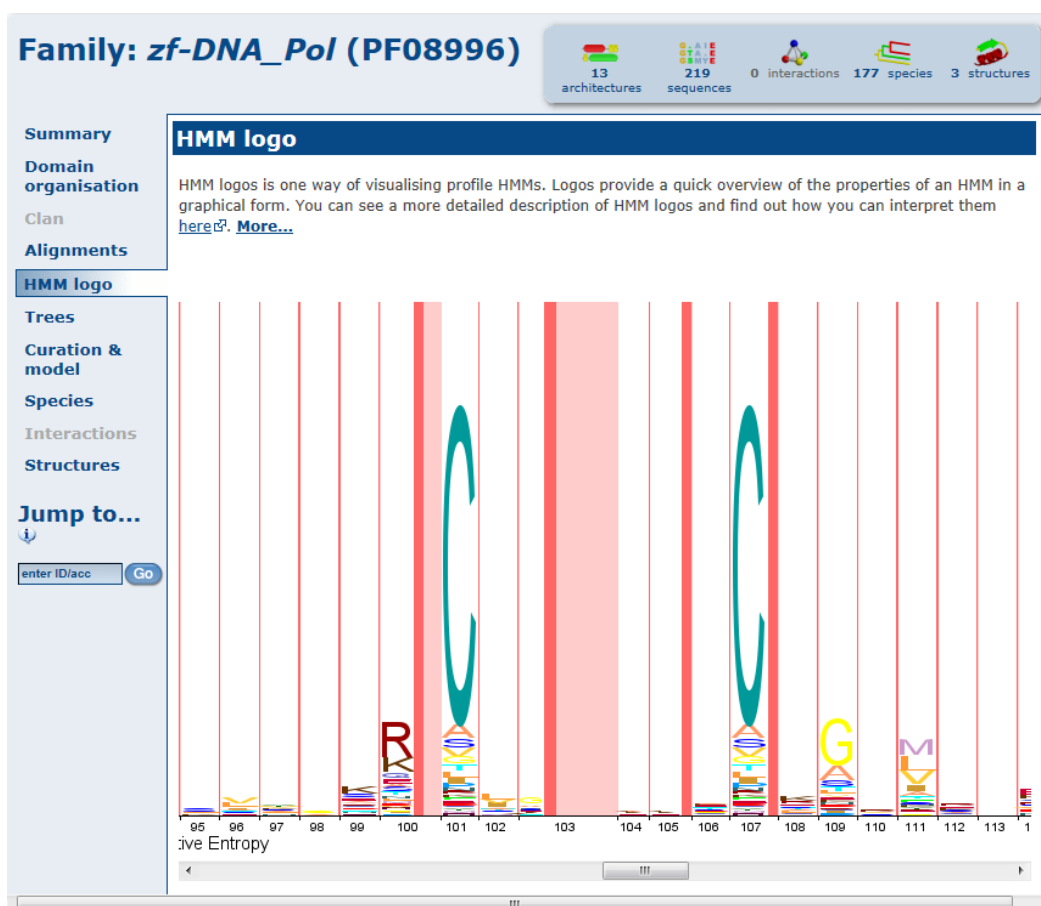 Family: zf-DNA_Pol (PF08996)
13 architectures
219 sequences
0 interactions
177 species
3 structures
Summary
Domain organisation
Clan
Alignments
HMM logo
Trees
Curation & model
Species
Interactions
Structures
Jump to...
enter ID/acc Go
HMM logo
HMM logos is one way of visualising profile HMMs. Logos provide a quick overview of the properties of an HMM in a
graphical form. You can see a more detailed description of HMM logos and find out how you can interpret them
here. More...
R K C A S V G T C A S V G T G A S M
95 96 97 98 99 100 101 102 103 104 105 106 107 108 109 110 111 112 113 1
tive Entropy